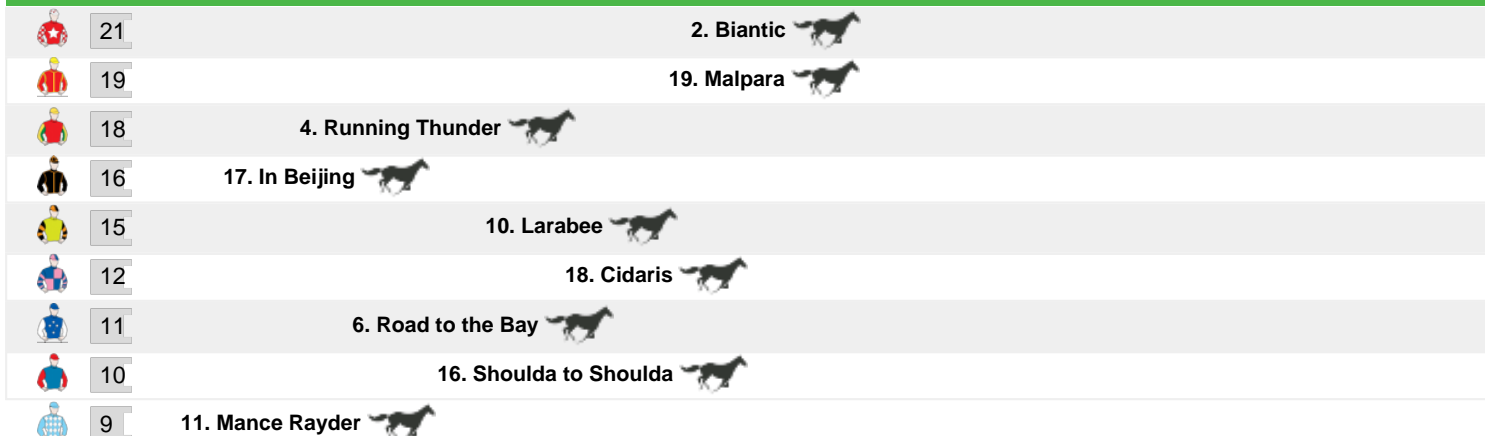 21 2. Biantic
19 19. Malpara
18 4. Running Thunder
16 17. In Beijing
15 10. Larabee
12 18. Cidaris
11 6. Road to the Bay
10 16. Shoulda to Shoulda
9 11. Mance Rayder